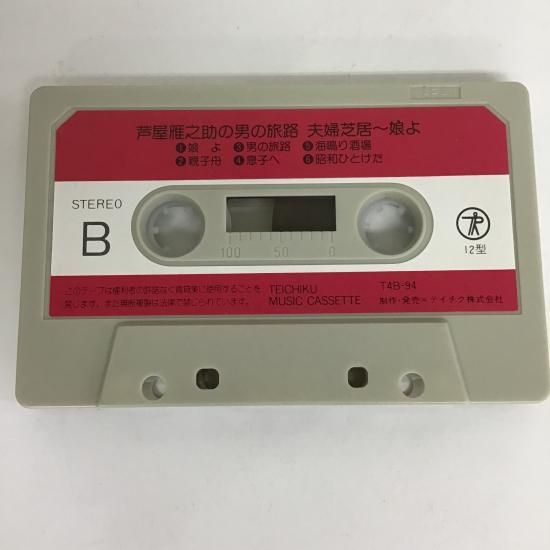 芦屋雁之助の男の旅路 夫婦芝居～娘よ
❶娘 よ ❸男の旅路 ❺海鳴り酒場
❷親子舟 ❹息子へ ❻昭和ひとけた
STEREO
B
100 50 0
12型
このテープは権利者の許諾なく賃貸業に使用することを
禁じます。また無断複製は法律で禁じられています。
TEICHIKU
MUSIC CASSETTE
T4B-94
制作・発売=テイチク株式会社